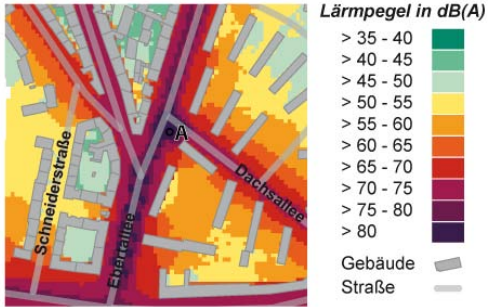 Lärmpegel in dB(A)
> 35 - 40
> 40 - 45
> 45 - 50
> 50 - 55
> 55 - 60
> 60 - 65
> 65 - 70
> 70 - 75
> 75 - 80
> 80
Gebäude
Straße
A
Schneiderstraße
Ebertallee
Dachsallee